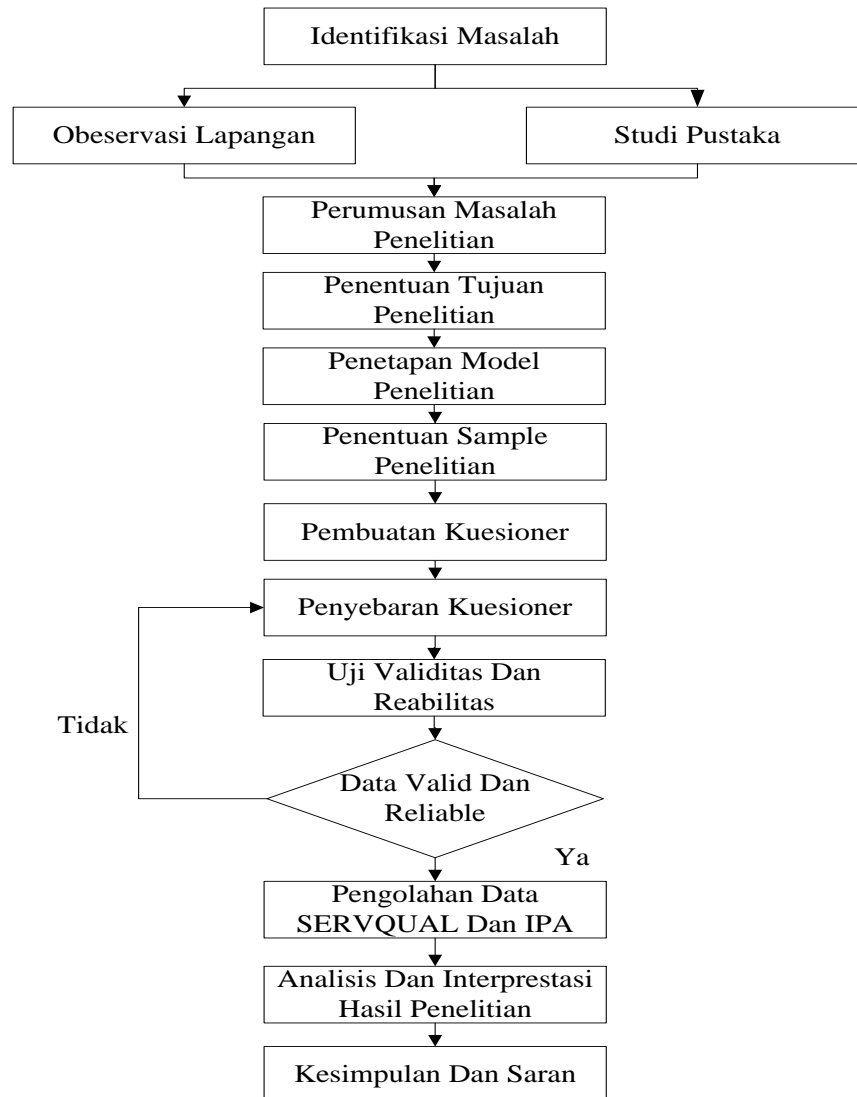 Identifikasi Masalah
Obeservasi Lapangan
Studi Pustaka
Perumusan Masalah
Penelitian
Penentuan Tujuan
Penelitian
Penetapan Model
Penelitian
Penentuan Sample
Penelitian
Pembuatan Kuesioner
Penyebaran Kuesioner
Uji Validitas Dan
Reabilitas
Tidak
Data Valid Dan
Reliable
Ya
Pengolahan Data
SERVQUAL Dan IPA
Analisis Dan Interprestasi
Hasil Penelitian
Kesimpulan Dan Saran